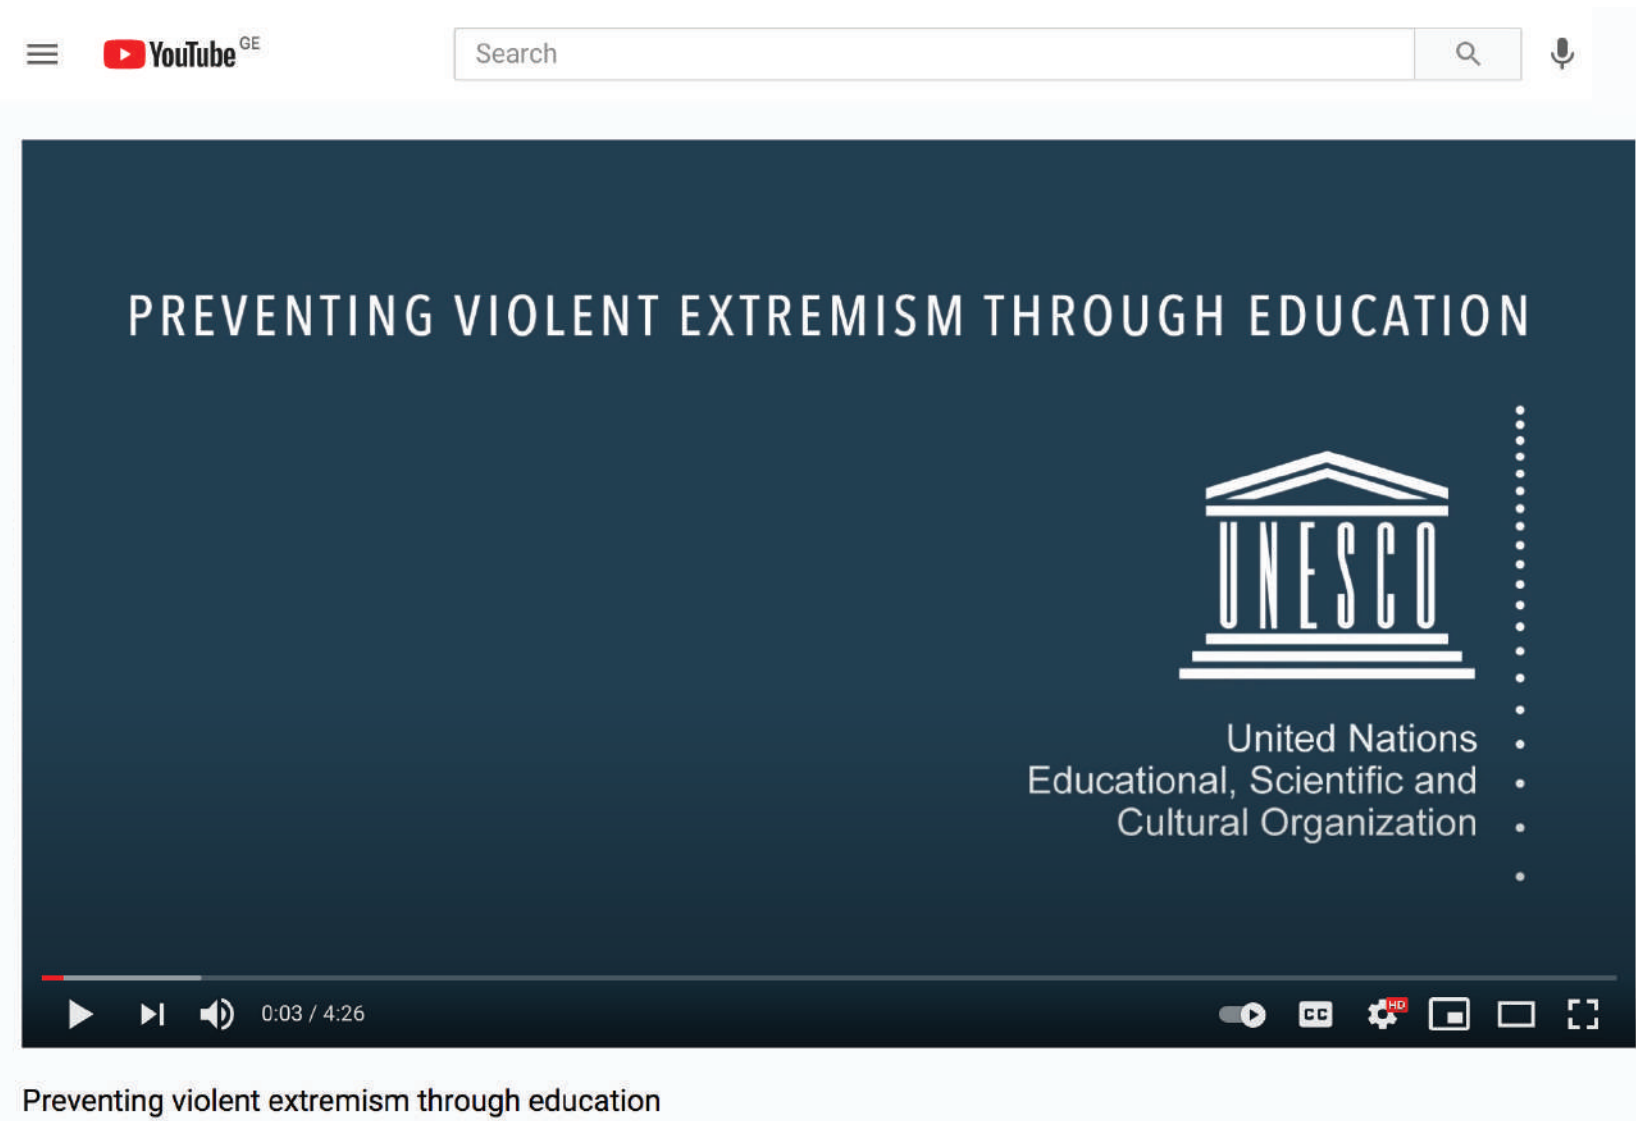 YouTube GE
Search
PREVENTING VIOLENT EXTREMISM THROUGH EDUCATION
UNESCO
United Nations
Educational, Scientific and
Cultural Organization
0:03 / 4:26
CC
HD
Preventing violent extremism through education